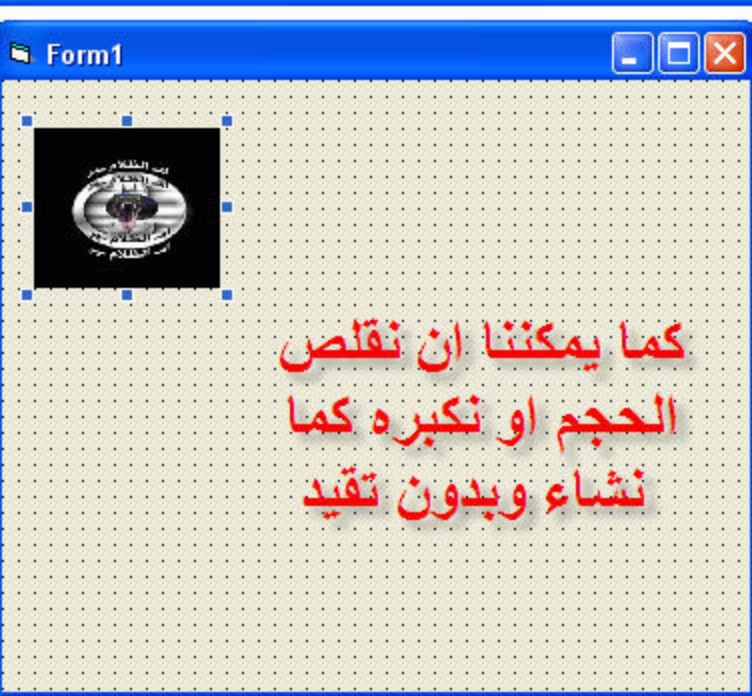 Form1
كما يمكننا ان نقلص
الحجم او نكبره كما
نشاء وبدون تقيد